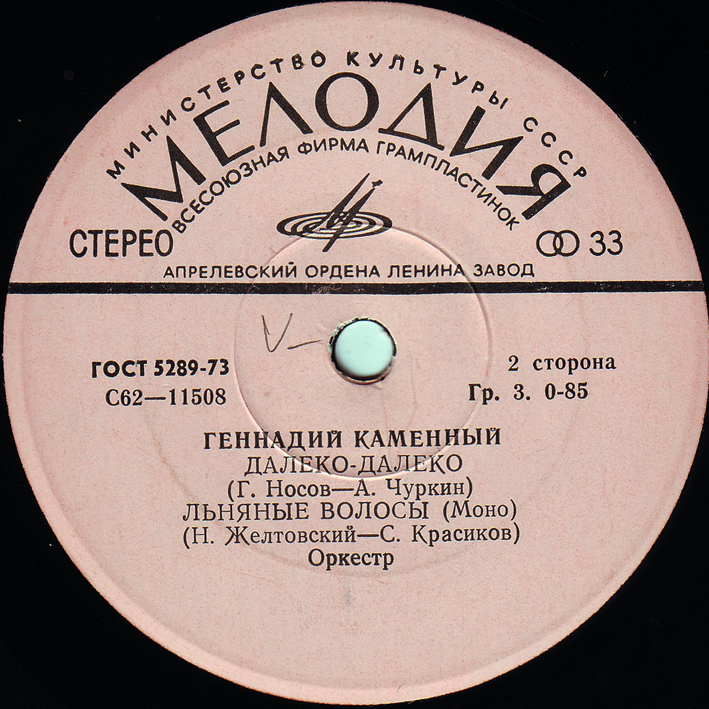 МИНИСТЕРСТВО КУЛЬТУРЫ СССР
МЕЛОДИЯ
ВСЕСОЮЗНАЯ ФИРМА ГРАМПЛАСТИНОК
СТЕРЕО
33
АПРЕЛЕВСКИЙ ОРДЕНА ЛЕНИНА ЗАВОД
V–
ГОСТ 5289-73
2 сторона
С62—11508
Гр. 3. 0-85
ГЕННАДИЙ КАМЕННЫЙ
ДАЛЕКО-ДАЛЕКО
(Г. Носов—А. Чуркин)
ЛЬНЯНЫЕ ВОЛОСЫ (Моно)
(Н. Желтовский—С. Красиков)
Оркестр